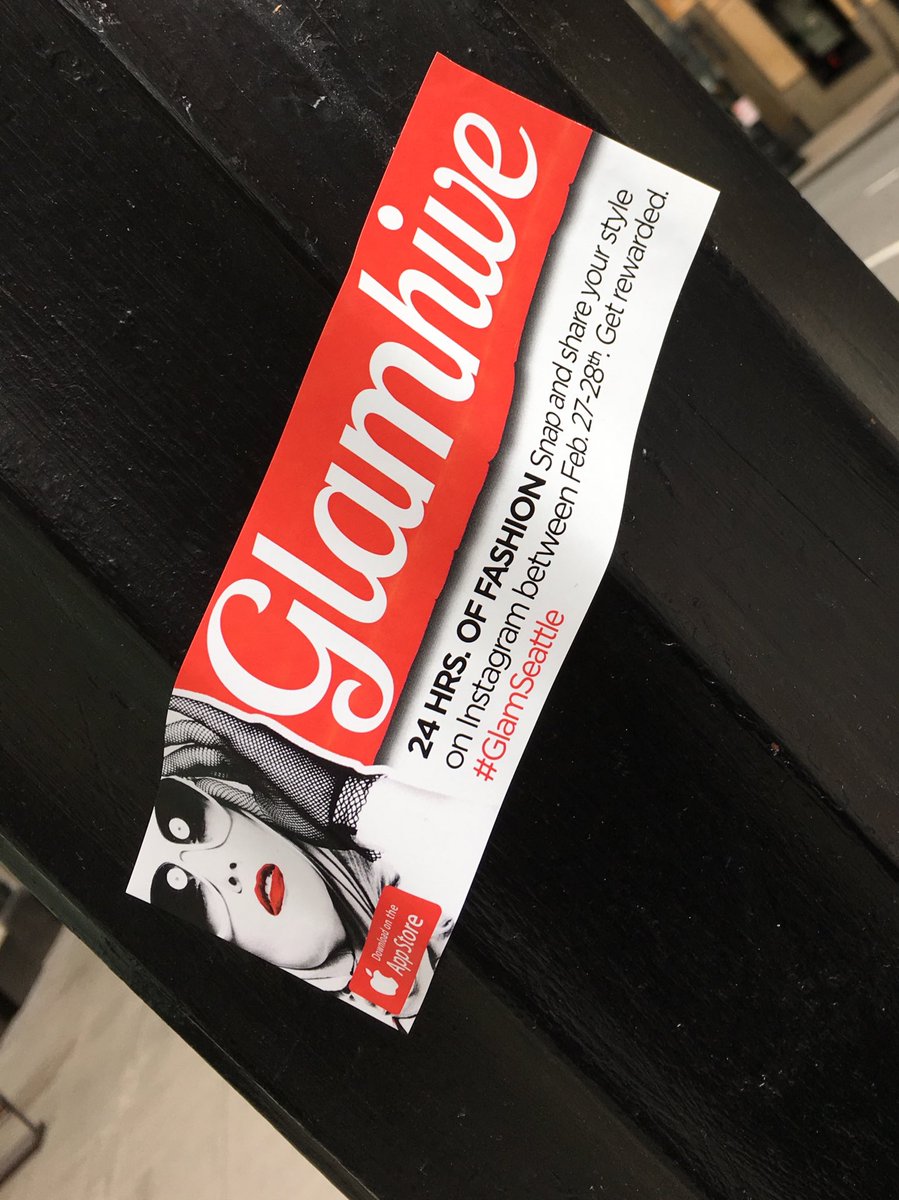 Glamhive
24 HRS. OF FASHION Snap and share your style
on Instagram between Feb. 27-28th. Get rewarded.
#GlamSeattle
Download on the
App Store